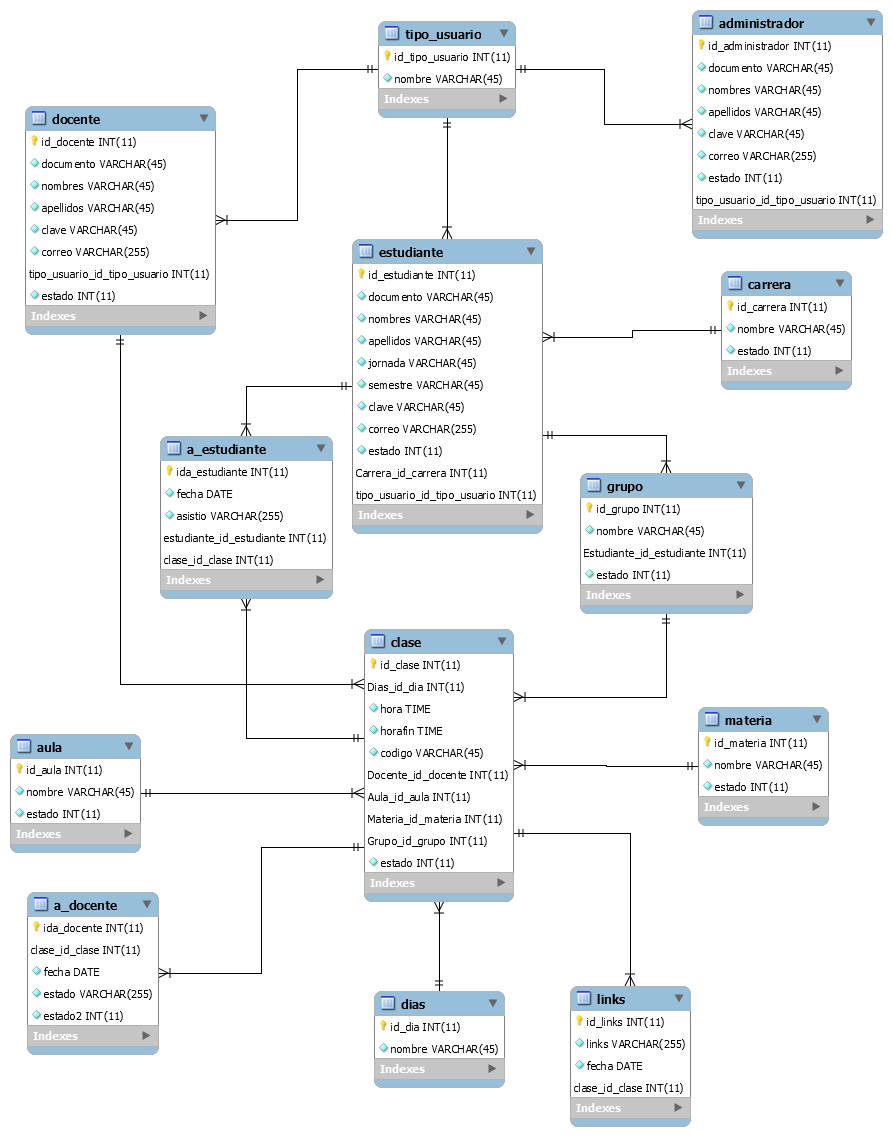 tipo_usuario
id_tipo_usuario INT(11)
nombre VARCHAR(45)
Indexes
administrador
id_administrador INT(11)
documento VARCHAR(45)
nombres VARCHAR(45)
apellidos VARCHAR(45)
clave VARCHAR(45)
correo VARCHAR(255)
estado INT(11)
tipo_usuario_id_tipo_usuario INT(11)
Indexes
docente
id_docente INT(11)
documento VARCHAR(45)
nombres VARCHAR(45)
apellidos VARCHAR(45)
clave VARCHAR(45)
correo VARCHAR(255)
tipo_usuario_id_tipo_usuario INT(11)
estado INT(11)
Indexes
estudiante
id_estudiante INT(11)
documento VARCHAR(45)
nombres VARCHAR(45)
apellidos VARCHAR(45)
jornada VARCHAR(45)
semestre VARCHAR(45)
clave VARCHAR(45)
correo VARCHAR(255)
estado INT(11)
Carrera_id_carrera INT(11)
tipo_usuario_id_tipo_usuario INT(11)
Indexes
carrera
id_carrera INT(11)
nombre VARCHAR(45)
estado INT(11)
Indexes
a_estudiante
ida_estudiante INT(11)
fecha DATE
asistio VARCHAR(255)
estudiante_id_estudiante INT(11)
clase_id_clase INT(11)
Indexes
grupo
id_grupo INT(11)
nombre VARCHAR(45)
Estudiante_id_estudiante INT(11)
estado INT(11)
Indexes
clase
id_clase INT(11)
Dias_id_dia INT(11)
hora TIME
horafin TIME
codigo VARCHAR(45)
Docente_id_docente INT(11)
Aula_id_aula INT(11)
Materia_id_materia INT(11)
Grupo_id_grupo INT(11)
estado INT(11)
Indexes
materia
id_materia INT(11)
nombre VARCHAR(45)
estado INT(11)
Indexes
aula
id_aula INT(11)
nombre VARCHAR(45)
estado INT(11)
Indexes
a_docente
ida_docente INT(11)
clase_id_clase INT(11)
fecha DATE
estado VARCHAR(255)
estado2 INT(11)
Indexes
dias
id_dia INT(11)
nombre VARCHAR(45)
Indexes
links
id_links INT(11)
links VARCHAR(255)
fecha DATE
clase_id_clase INT(11)
Indexes